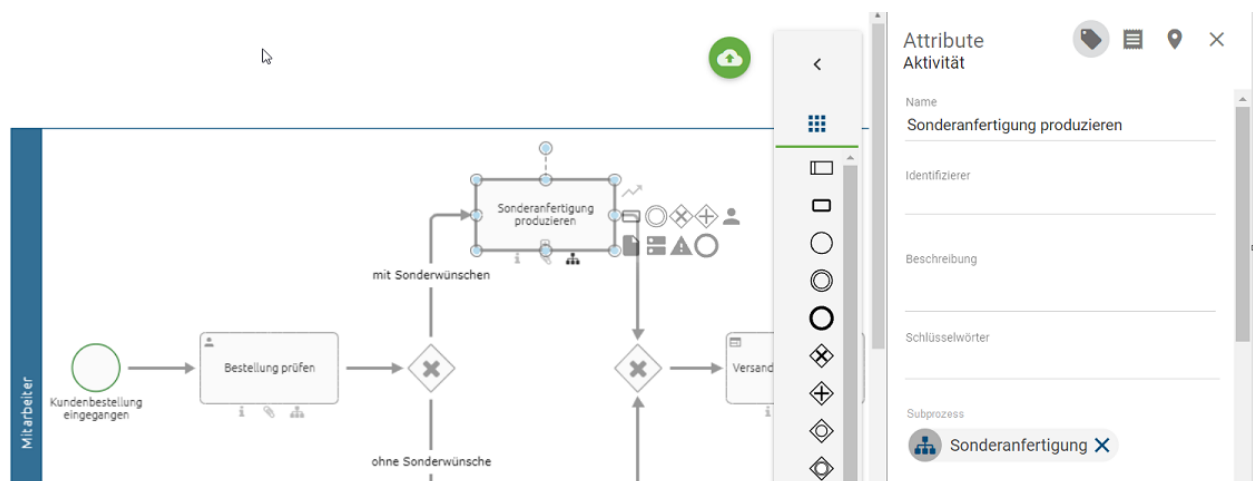 Attribute
Aktivität
Name
Sonderanfertigung produzieren
Identifizierer
Beschreibung
Schlüsselwörter
Subprozess
Sonderanfertigung
Sonderanfertigung
produzieren
mit Sonderwünschen
Bestellung prüfen
Versand
Kundenbestellung
eingegangen
ohne Sonderwünsche
Mitarbeiter